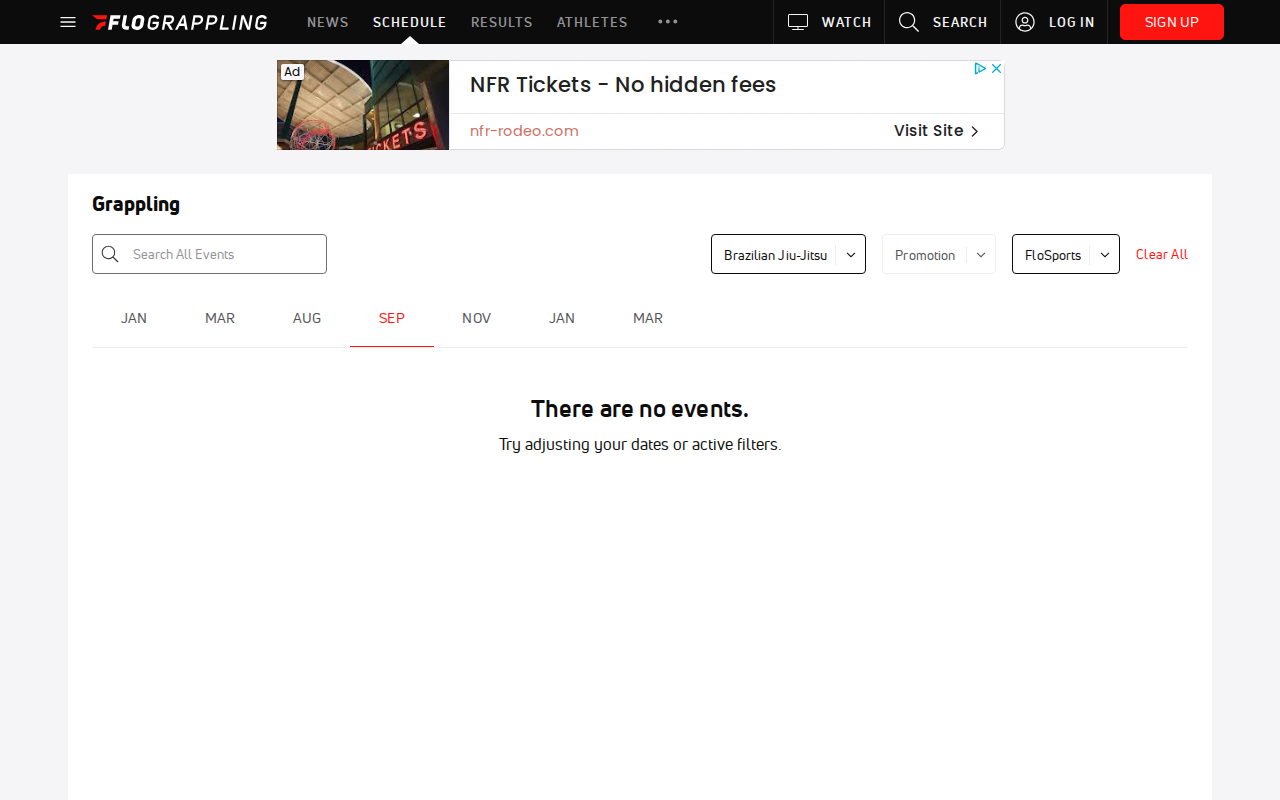 FLOGRAPPLING NEWS SCHEDULE RESULTS ATHLETES WATCH SEARCH LOG IN SIGN UP
Ad
TICKETS
NFR Tickets - No hidden fees
nfr-rodeo.com Visit Site
Grappling
Search All Events Brazilian Jiu-Jitsu Promotion FloSports Clear All
JAN MAR AUG SEP NOV JAN MAR
There are no events.
Try adjusting your dates or active filters.